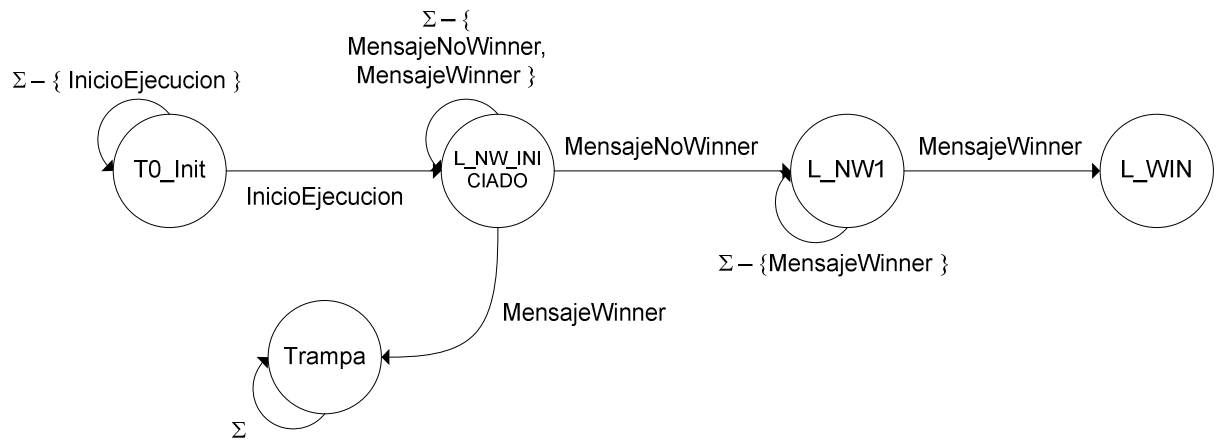 Σ – {
MensajeNoWinner,
MensajeWinner }
Σ – { InicioEjecucion }
T0_Init
InicioEjecucion
L_NW_INI
CIADO
MensajeNoWinner
L_NW1
MensajeWinner
L_WIN
Σ – {MensajeWinner }
MensajeWinner
Trampa
Σ